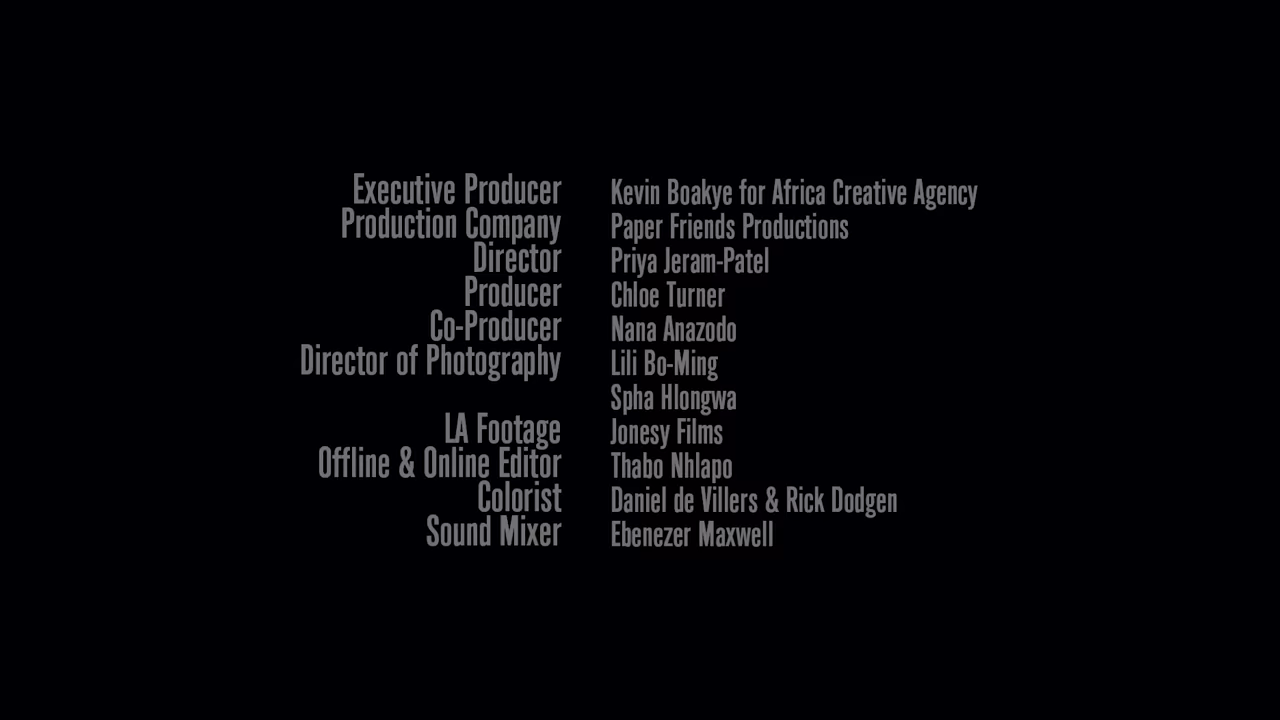 Executive Producer Kevin Boakye for Africa Creative Agency
Production Company Paper Friends Productions
Director Priya Jeram-Patel
Producer Chloe Turner
Co-Producer Nana Anazodo
Director of Photography Lili Bo-Ming
Spha Hlongwa
LA Footage Jonesy Films
Offline & Online Editor Thabo Nhlapo
Colorist Daniel de Villers & Rick Dodgen
Sound Mixer Ebenezer Maxwell